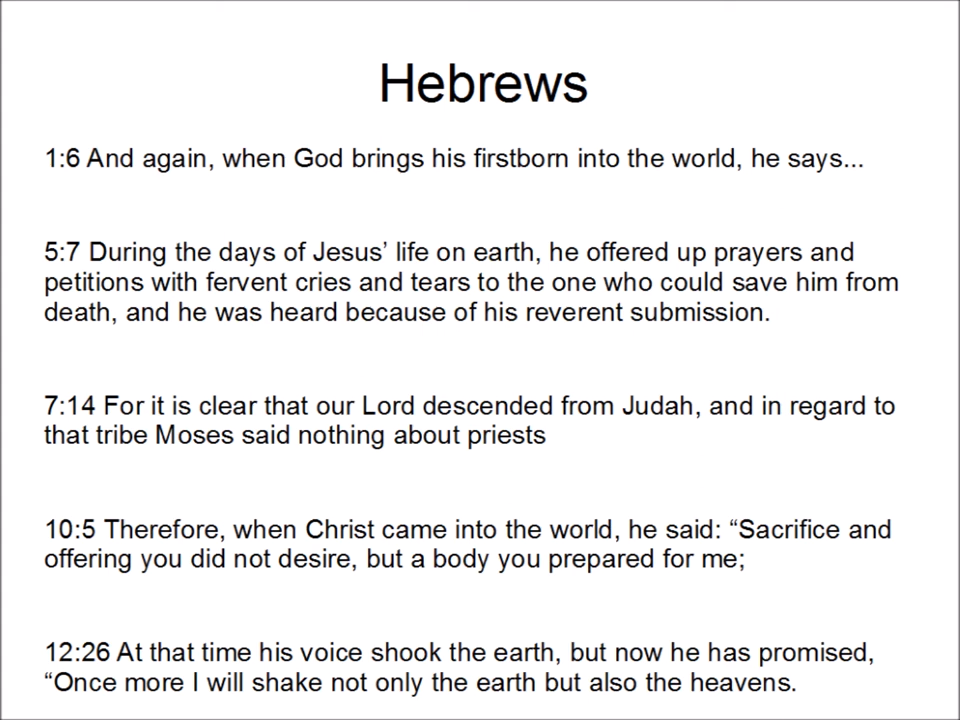 Hebrews
1:6 And again, when God brings his firstborn into the world, he says...
5:7 During the days of Jesus’ life on earth, he offered up prayers and
petitions with fervent cries and tears to the one who could save him from
death, and he was heard because of his reverent submission.
7:14 For it is clear that our Lord descended from Judah, and in regard to
that tribe Moses said nothing about priests
10:5 Therefore, when Christ came into the world, he said: “Sacrifice and
offering you did not desire, but a body you prepared for me;
12:26 At that time his voice shook the earth, but now he has promised,
“Once more I will shake not only the earth but also the heavens.